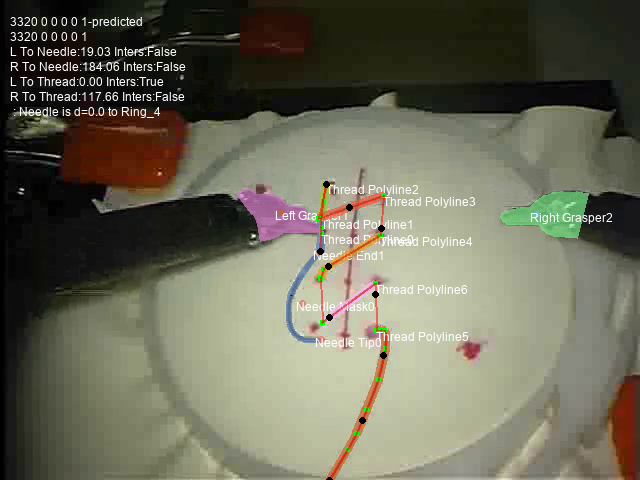 3320 0 0 0 0 1-predicted
3320 0 0 0 0 1
L To Needle:19.03 Inters:False
R To Needle:184.06 Inters:False
L To Thread:0.00 Inters:True
R To Thread:117.66 Inters:False
: Needle is d=0.0 to Ring_4
Thread Polyline2
Thread Polyline3
Left
Right Grasper2
Thread Polyline1
Thread Polyline4
Needle End1
Thread Polyline6
Needle Mask0
Thread Polyline5
Needle Tip0